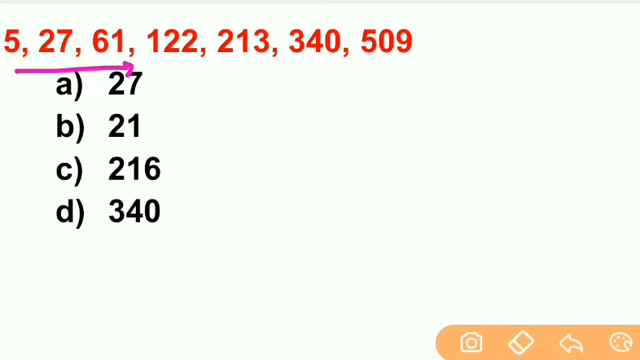 5, 27, 61, 122, 213, 340, 509
a) 27
b) 21
c) 216
d) 340